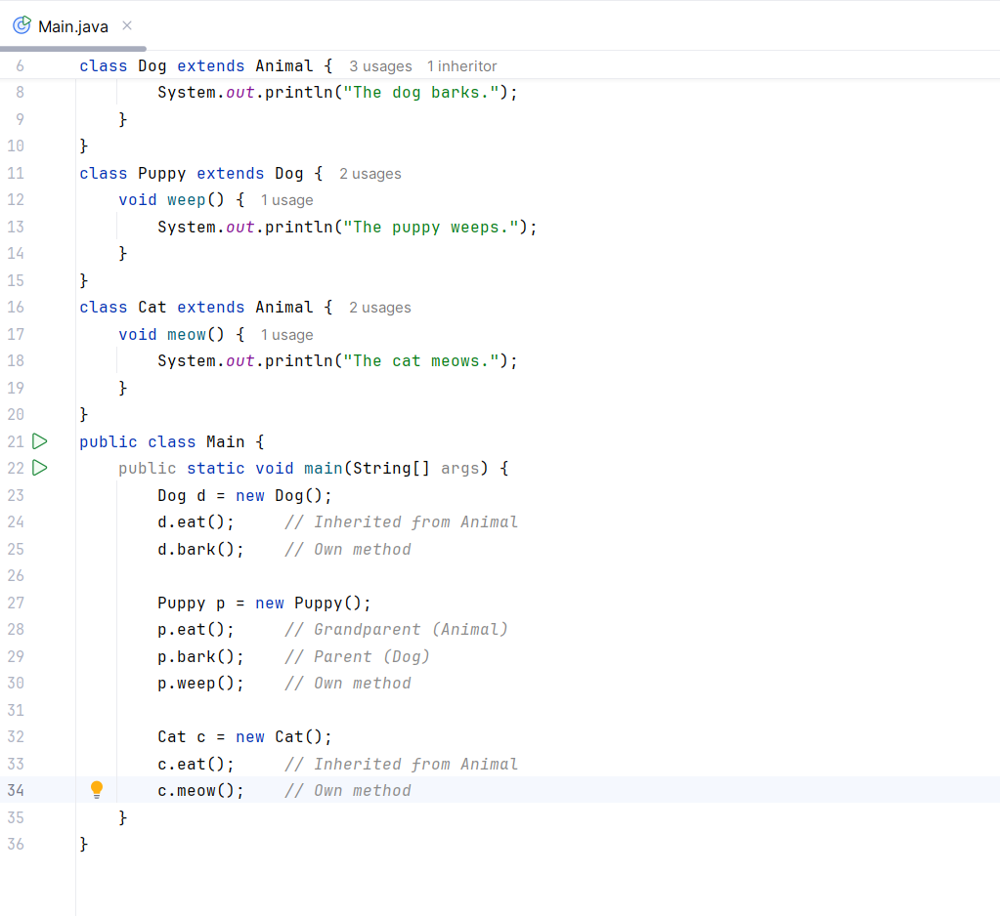 Main.java
6 class Dog extends Animal { 3 usages 1 inheritor
8 System.out.println("The dog barks.");
9 }
10 }
11 class Puppy extends Dog { 2 usages
12 void weep() { 1 usage
13 System.out.println("The puppy weeps.");
14 }
15 }
16 class Cat extends Animal { 2 usages
17 void meow() { 1 usage
18 System.out.println("The cat meows.");
19 }
20 }
21 public class Main {
22 public static void main(String[] args) {
23 Dog d = new Dog();
24 d.eat(); // Inherited from Animal
25 d.bark(); // Own method
26
27 Puppy p = new Puppy();
28 p.eat(); // Grandparent (Animal)
29 p.bark(); // Parent (Dog)
30 p.weep(); // Own method
31
32 Cat c = new Cat();
33 c.eat(); // Inherited from Animal
34 c.meow(); // Own method
35 }
36 }